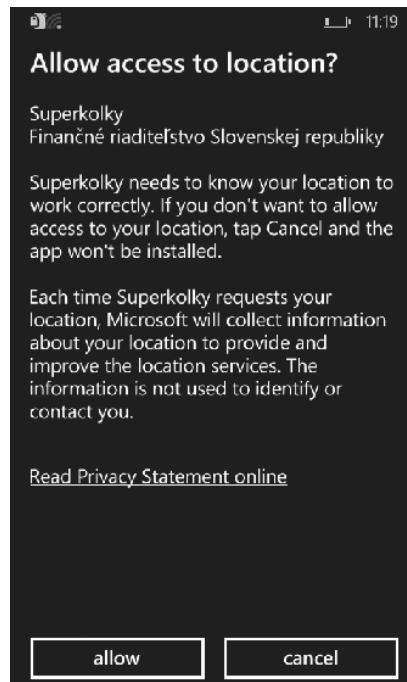 11:19
Allow access to location?
Superkolky
Finančné riaditeľstvo Slovenskej republiky
Superkolky needs to know your location to
work correctly. If you don't want to allow
access to your location, tap Cancel and the
app won't be installed.
Each time Superkolky requests your
location, Microsoft will collect information
about your location to provide and
improve the location services. The
information is not used to identify or
contact you.
Read Privacy Statement online
allow
cancel